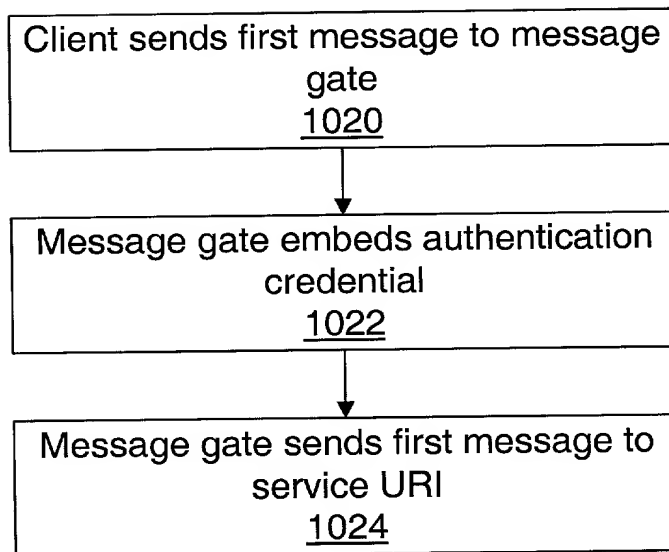 Client sends first message to message
gate
1020
Message gate embeds authentication
credential
1022
Message gate sends first message to
service URI
1024